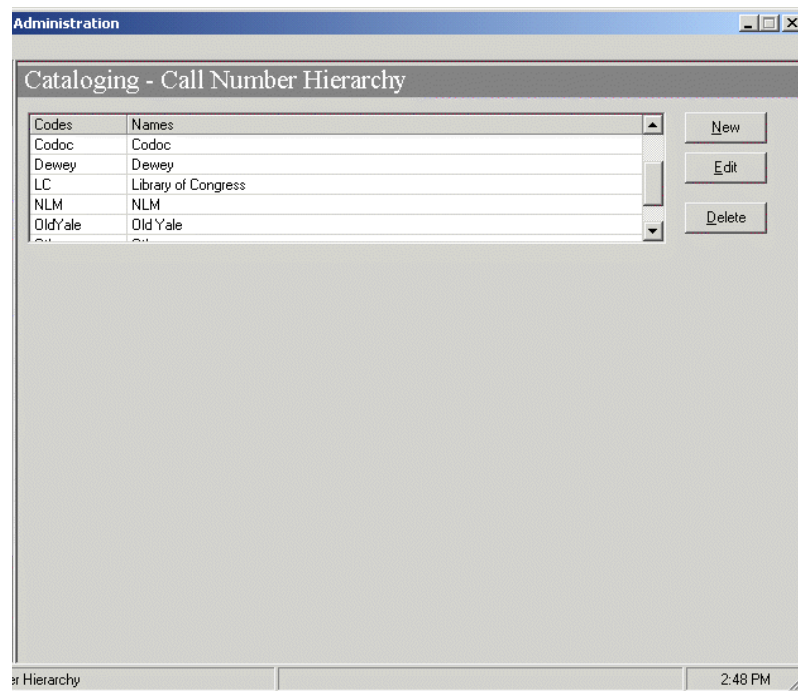 Administration
Cataloging - Call Number Hierarchy
Codes Names
Codoc Codoc
Dewey Dewey
LC Library of Congress
NLM NLM
OldYale Old Yale
New
Edit
Delete
er Hierarchy 2:48 PM